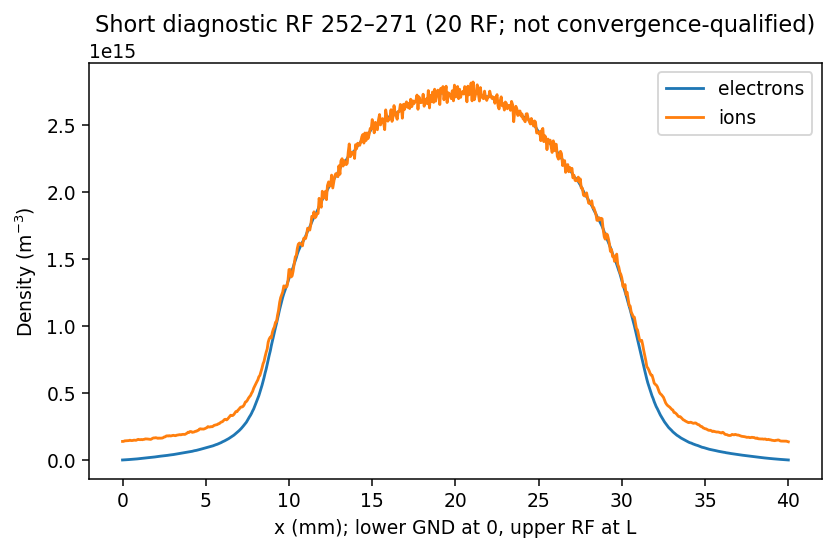 Short diagnostic RF 252–271 (20 RF; not convergence-qualified)
1e15
electrons
ions
2.5
2.0
1.5
1.0
0.5
0.0
Density (m⁻³)
0 5 10 15 20 25 30 35 40
x (mm); lower GND at 0, upper RF at L